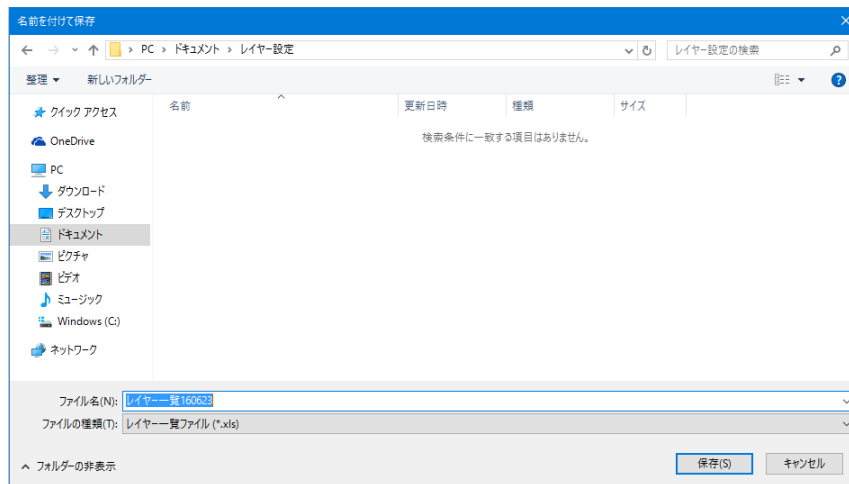 名前を付けて保存
PC › ドキュメント › レイヤー設定
レイヤー設定の検索
整理 新しいフォルダー
名前 更新日時 種類 サイズ
検索条件に一致する項目はありません。
クイック アクセス
OneDrive
PC
ダウンロード
デスクトップ
ドキュメント
ピクチャ
ビデオ
ミュージック
Windows (C:)
ネットワーク
ファイル名(N): レイヤー一覧160623
ファイルの種類(T): レイヤー一覧ファイル (*.xls)
フォルダーの非表示
保存(S) キャンセル